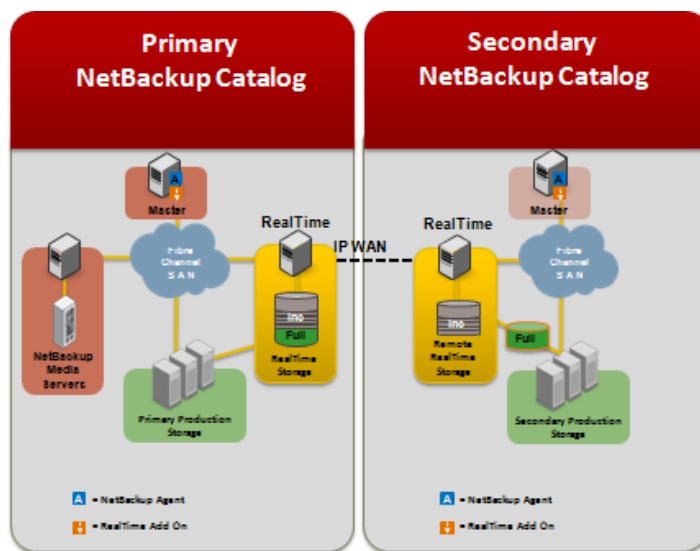 Primary
NetBackup Catalog
Master
RealTime
Fibre
Channel
SAN
Inc
Full
RealTime
Storage
NetBackup
Media
Servers
Primary Production
Storage
A = NetBackup Agent
= RealTime Add On
IP WAN
Secondary
NetBackup Catalog
Master
RealTime
Fibre
Channel
SAN
Inc
Full
Remote
RealTime
Storage
Secondary Production
Storage
A = NetBackup Agent
= RealTime Add On